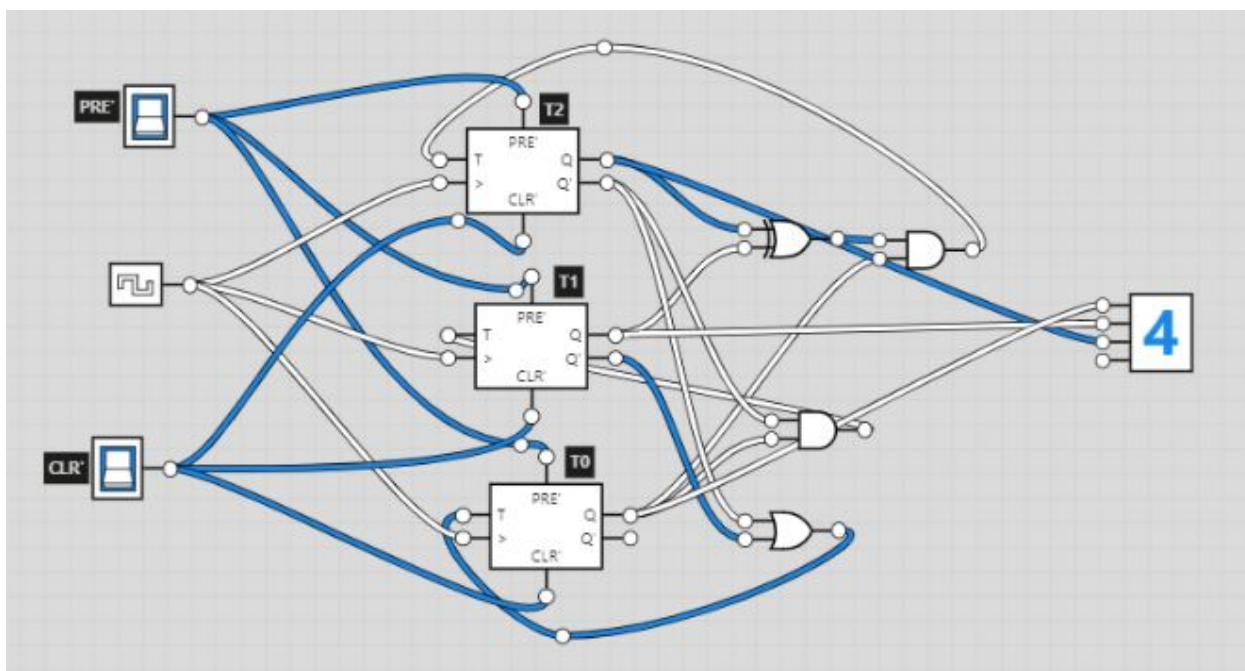 PRE'
T2
PRE'
T
Q
>
Q'
CLR'
T1
PRE'
T
Q
>
Q'
CLR'
4
CLR'
T0
PRE'
T
Q
>
Q'
CLR'